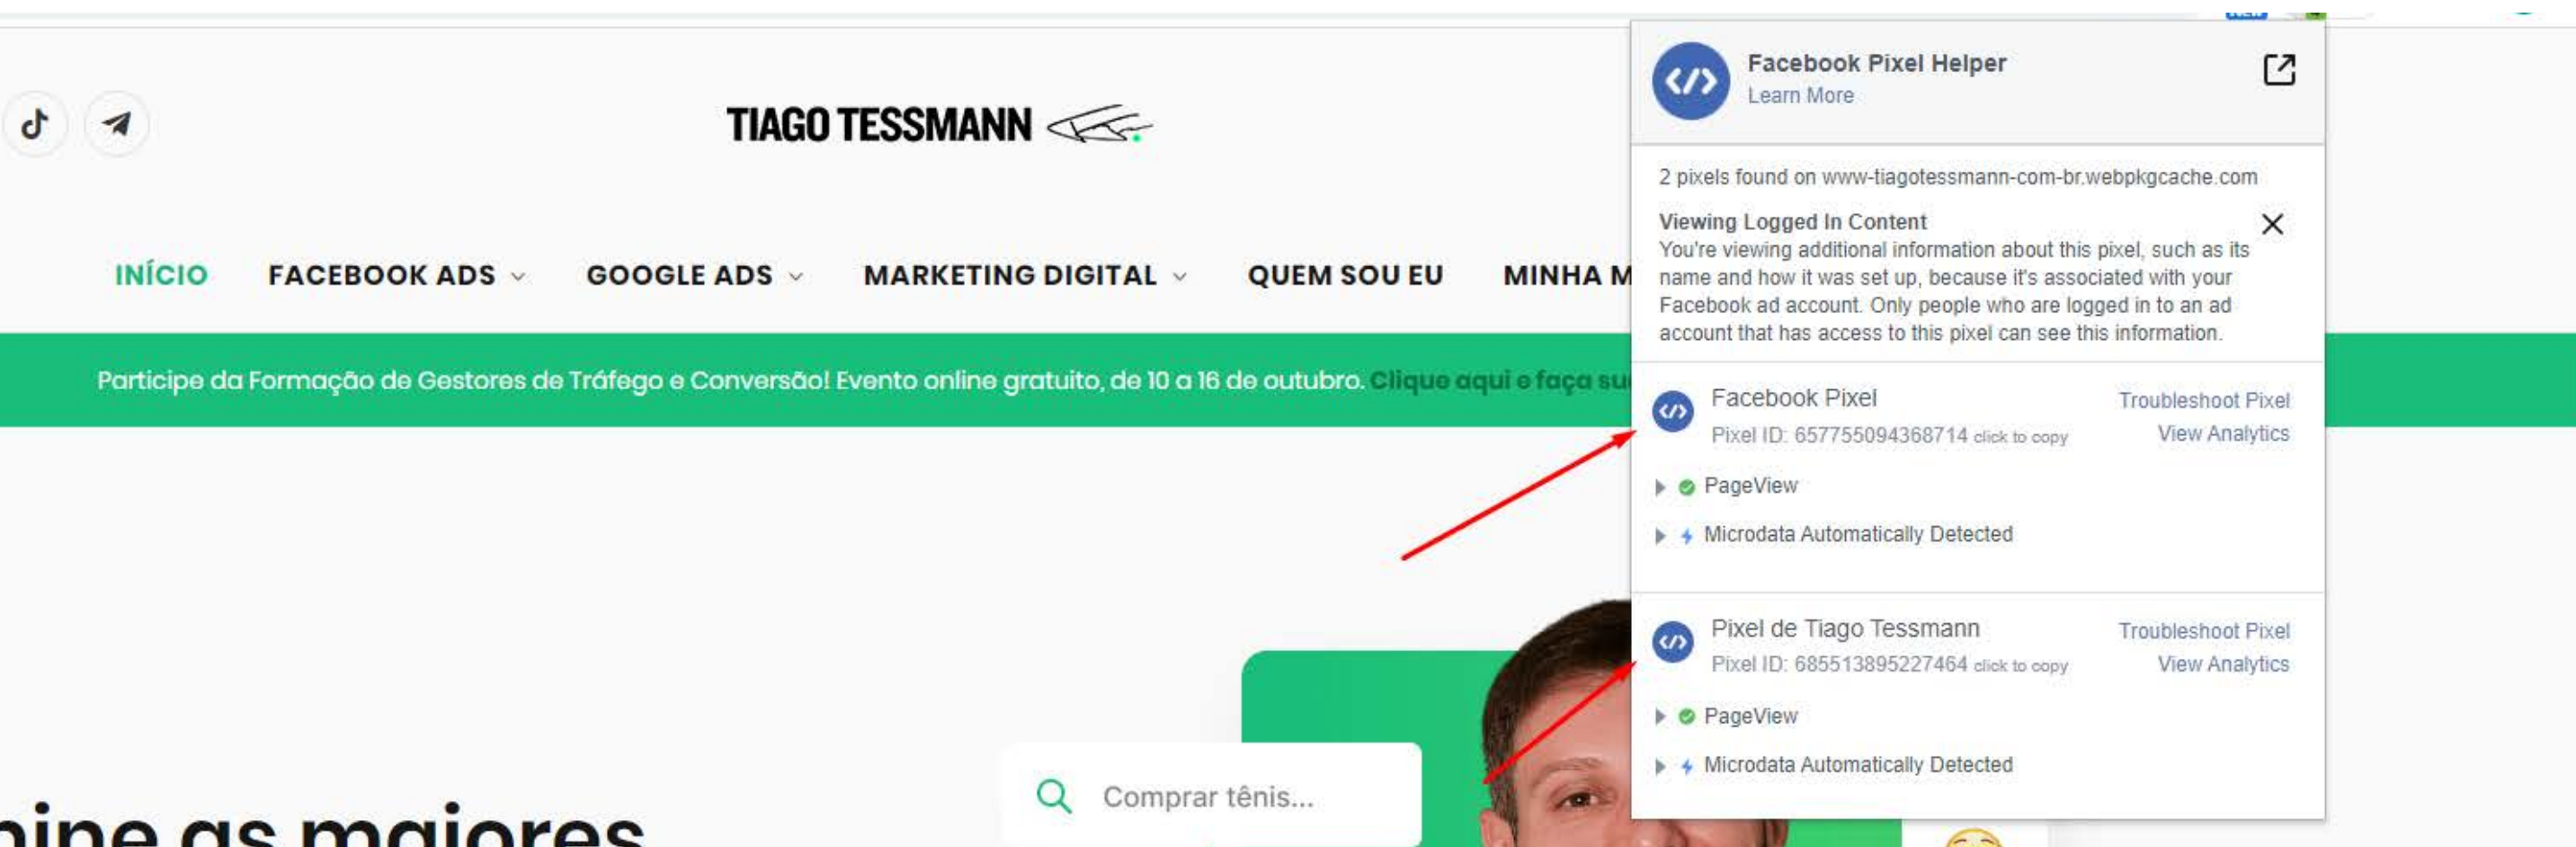 Facebook Pixel Helper
Learn More
TIAGO TESSMANN
2 pixels found on www-tiagotessmann-com-br.webpkgcache.com
Viewing Logged In Content
You're viewing additional information about this pixel, such as its
name and how it was set up, because it's associated with your
Facebook ad account. Only people who are logged in to an ad
account that has access to this pixel can see this information.
INÍCIO FACEBOOK ADS GOOGLE ADS MARKETING DIGITAL QUEM SOU EU MINHA
Participe da Formação de Gestores de Tráfego e Conversão! Evento online gratuito, de 10 a 16 de outubro. Clique aqui e faça
Facebook Pixel Troubleshoot Pixel
Pixel ID: 657755094368714 click to copy View Analytics
PageView
Microdata Automatically Detected
Pixel de Tiago Tessmann Troubleshoot Pixel
Pixel ID: 685513895227464 click to copy View Analytics
PageView
Microdata Automatically Detected
Comprar tênis...
as maiores